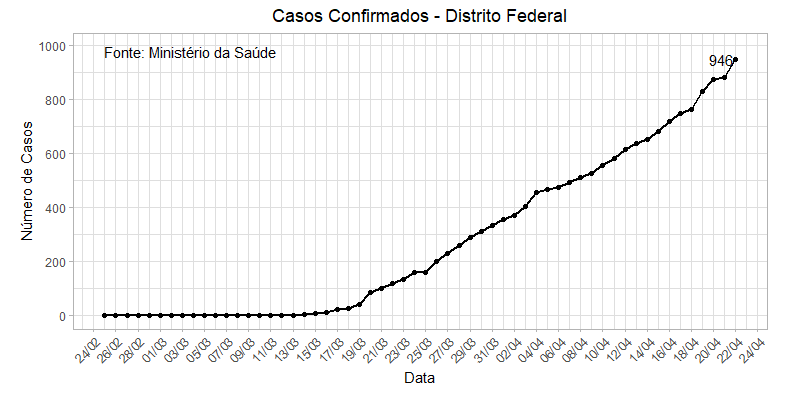 Casos Confirmados - Distrito Federal
Fonte: Ministério da Saúde
946
Número de Casos
1000
800
600
400
200
0
24/02 26/02 28/02 01/03 03/03 05/03 07/03 09/03 11/03 13/03 15/03 17/03 19/03 21/03 23/03 25/03 27/03 29/03 31/03 02/04 04/04 06/04 08/04 10/04 12/04 14/04 16/04 18/04 20/04 22/04 24/04
Data